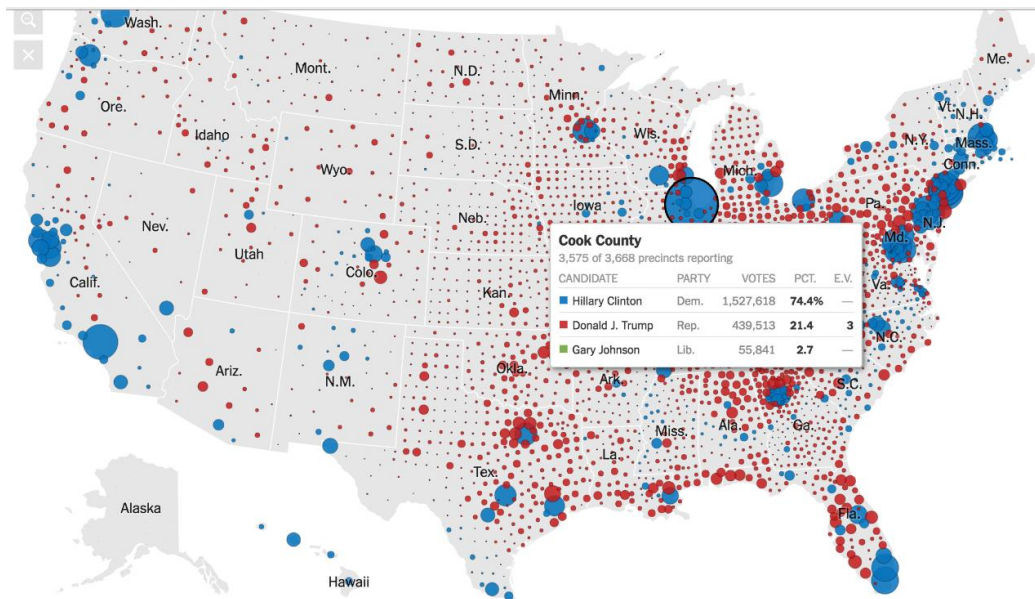 Wash.
Me.
Mont.
N.D.
Minn.
Vt.
N.H.
Ore.
Idaho
Wis.
N.Y.
Mass.
S.D.
Conn.
Wyo.
Mich.
Iowa
Pa.
Neb.
N.J.
Nev.
Utah
Colo.
Md.
Calif.
Kan.
Va.
Cook County
3,575 of 3,668 precincts reporting
CANDIDATE PARTY VOTES PCT. E.V.
Hillary Clinton Dem. 1,527,618 74.4% —
Donald J. Trump Rep. 439,513 21.4 3
Gary Johnson Lib. 55,841 2.7 —
N.C.
Ariz.
N.M.
Okla.
Ark.
S.C.
Miss.
Ala.
Ga.
La.
Tex.
Fla.
Alaska
Hawaii